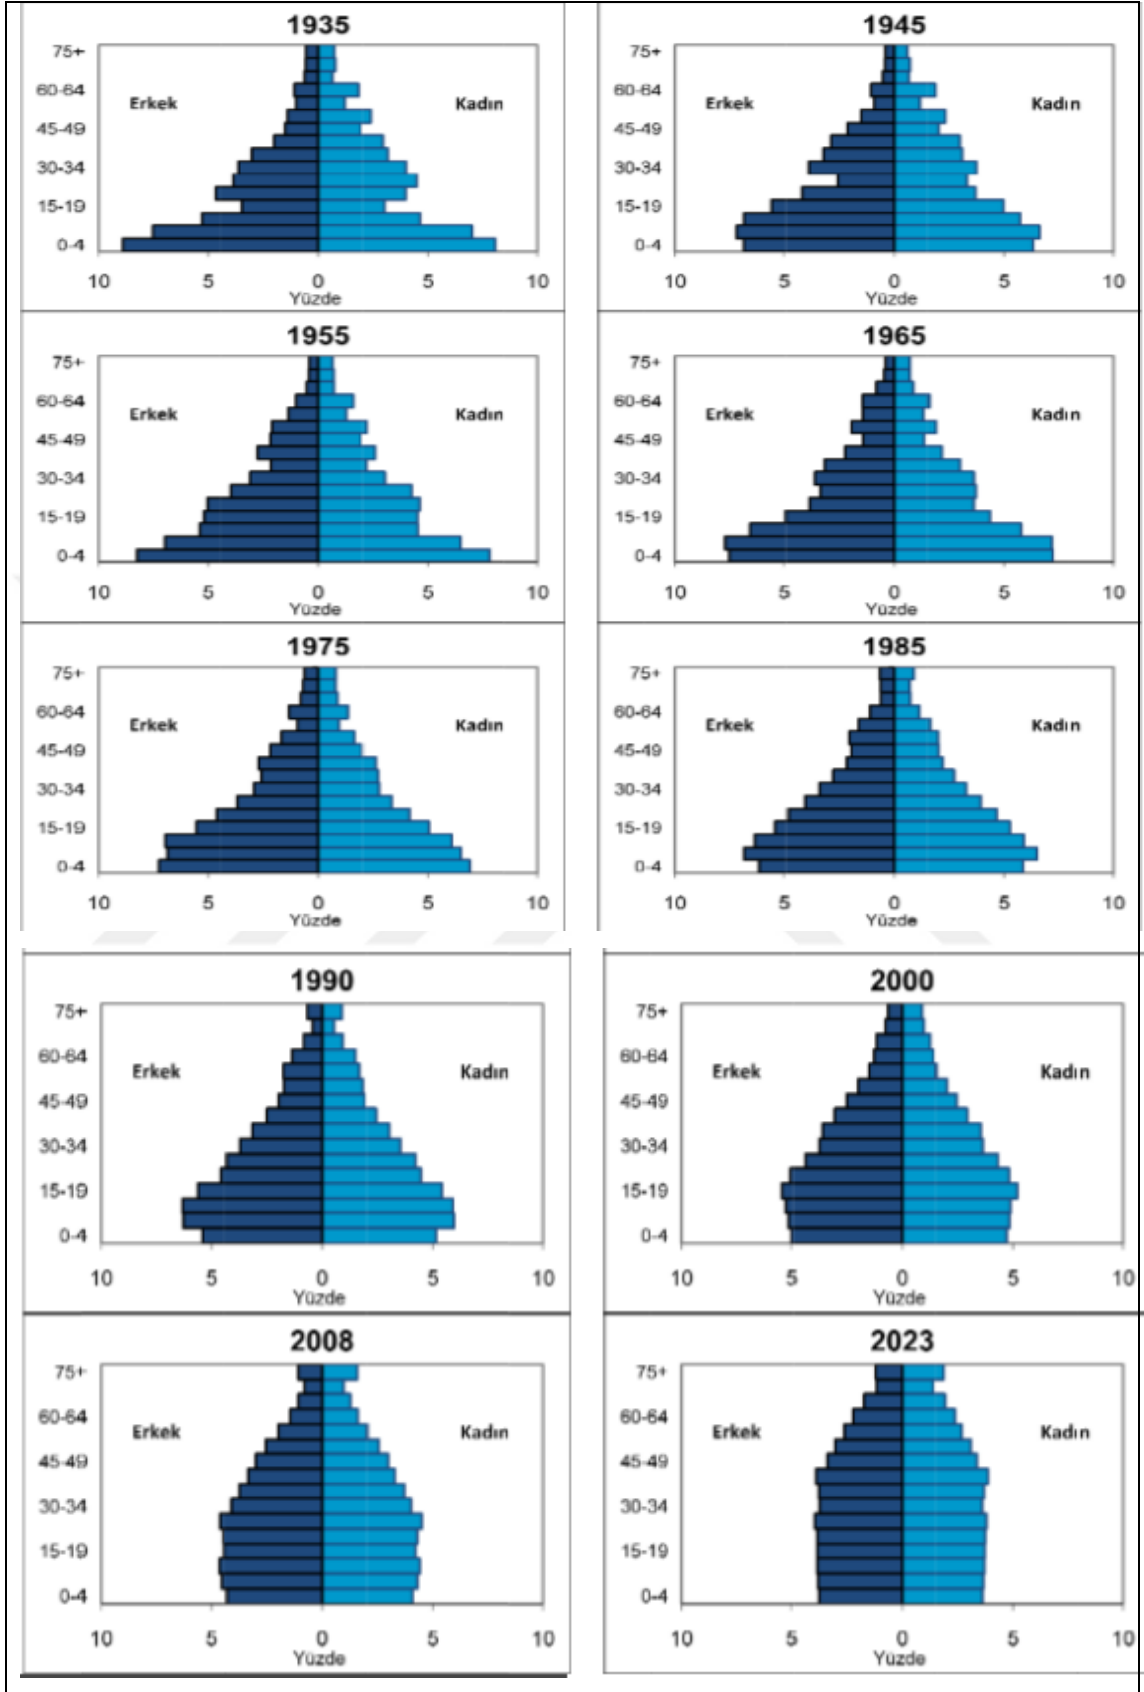 1935 1945
75+ 75+
60-64 60-64
Erkek Kadın Erkek Kadın
45-49 45-49
30-34 30-34
15-19 15-19
0-4 0-4
10 5 0 5 10 10 5 0 5 10
Yüzde Yüzde
1955 1965
75+ 75+
60-64 60-64
Erkek Kadın Erkek Kadın
45-49 45-49
30-34 30-34
15-19 15-19
0-4 0-4
10 5 0 5 10 10 5 0 5 10
Yüzde Yüzde
1975 1985
75+ 75+
60-64 60-64
Erkek Kadın Erkek Kadın
45-49 45-49
30-34 30-34
15-19 15-19
0-4 0-4
10 5 0 5 10 10 5 0 5 10
Yüzde Yüzde
1990 2000
75+ 75+
60-64 60-64
Erkek Kadın Erkek Kadın
45-49 45-49
30-34 30-34
15-19 15-19
0-4 0-4
10 5 0 5 10 10 5 0 5 10
Yüzde Yüzde
2008 2023
75+ 75+
60-64 60-64
Erkek Kadın Erkek Kadın
45-49 45-49
30-34 30-34
15-19 15-19
0-4 0-4
10 5 0 5 10 10 5 0 5 10
Yüzde Yüzde